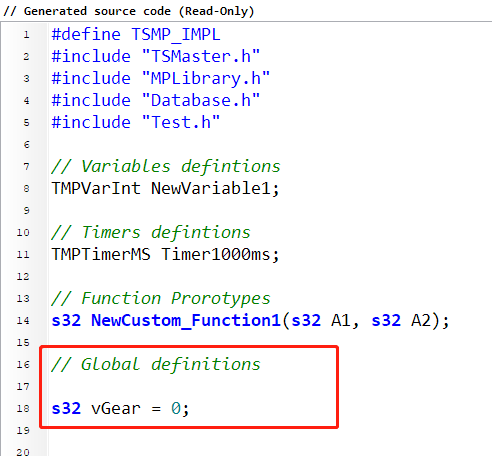 // Generated source code (Read-Only)
1 #define TSMP_IMPL
2 #include "TSMaster.h"
3 #include "MPLibrary.h"
4 #include "Database.h"
5 #include "Test.h"
6
7 // Variables defintions
8 TMPVarInt NewVariable1;
9
10 // Timers defintions
11 TMPTimerMS Timer1000ms;
12
13 // Function Prorotypes
14 s32 NewCustom_Function1(s32 A1, s32 A2);
15
16 // Global definitions
17
18 s32 vGear = 0;
19
20